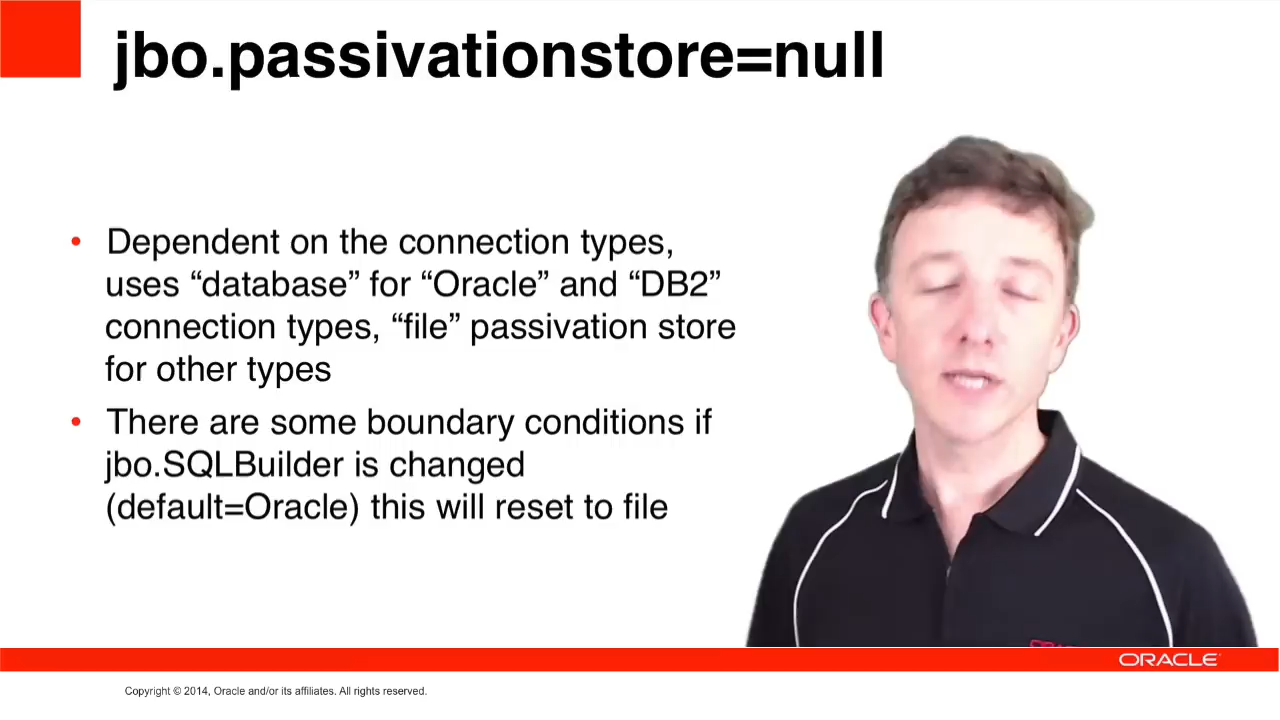 jbo.passivationstore=null
• Dependent on the connection types,
uses “database” for “Oracle” and “DB2”
connection types, “file” passivation store
for other types
• There are some boundary conditions if
jbo.SQLBuilder is changed
(default=Oracle) this will reset to file
ORACLE
Copyright © 2014, Oracle and/or its affiliates. All rights reserved.